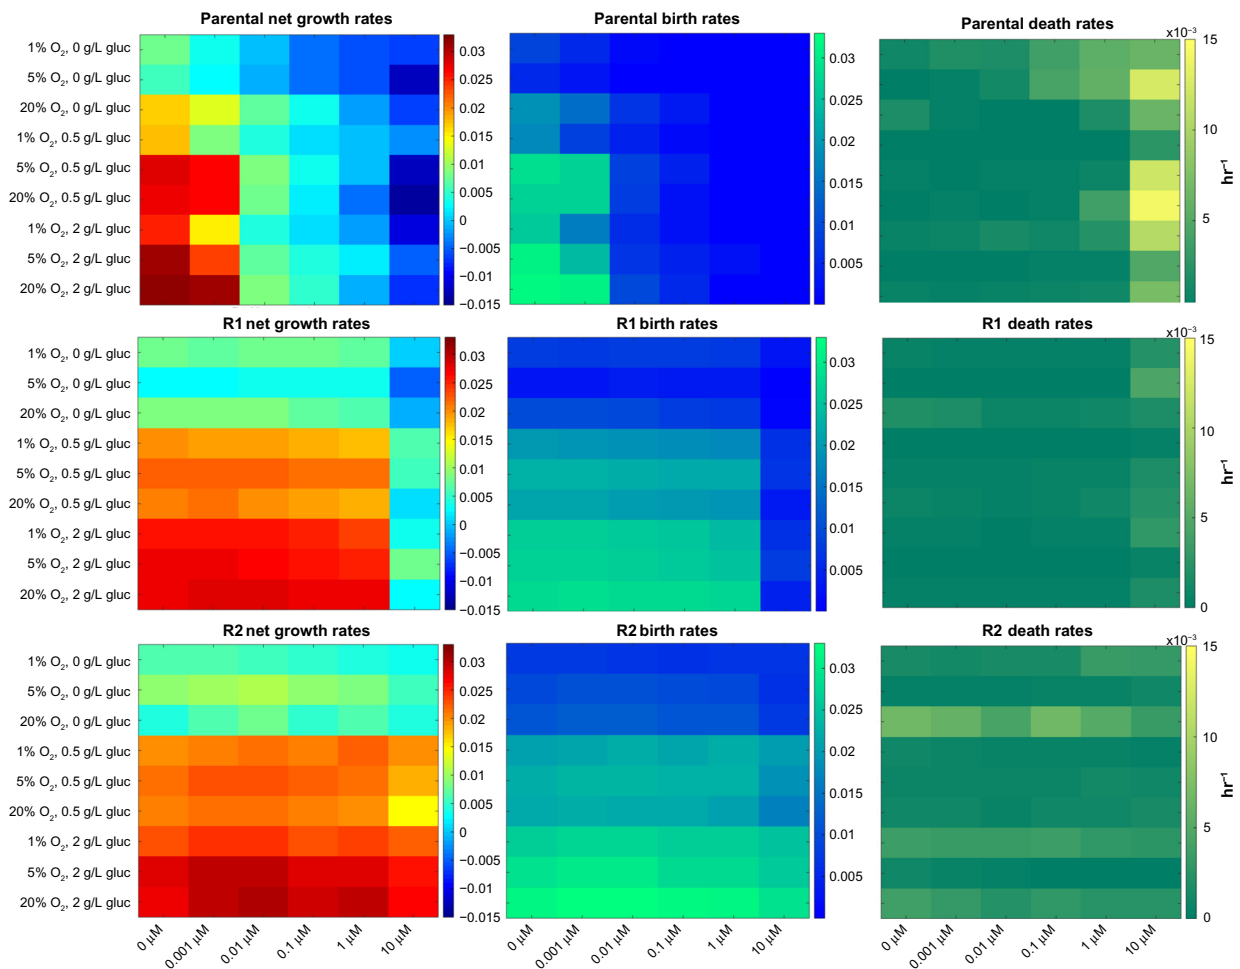 Parental net growth rates
Parental birth rates
Parental death rates
1% O₂, 0 g/L gluc
5% O₂, 0 g/L gluc
20% O₂, 0 g/L gluc
1% O₂, 0.5 g/L gluc
5% O₂, 0.5 g/L gluc
20% O₂, 0.5 g/L gluc
1% O₂, 2 g/L gluc
5% O₂, 2 g/L gluc
20% O₂, 2 g/L gluc
0.03
0.025
0.02
0.015
0.01
0.005
0
−0.005
−0.01
−0.015
0.03
0.025
0.02
0.015
0.01
0.005
x10⁻³
15
10
5
hr⁻¹
R1 net growth rates
R1 birth rates
R1 death rates
1% O₂, 0 g/L gluc
5% O₂, 0 g/L gluc
20% O₂, 0 g/L gluc
1% O₂, 0.5 g/L gluc
5% O₂, 0.5 g/L gluc
20% O₂, 0.5 g/L gluc
1% O₂, 2 g/L gluc
5% O₂, 2 g/L gluc
20% O₂, 2 g/L gluc
0.03
0.025
0.02
0.015
0.01
0.005
0
−0.005
−0.01
−0.015
0.03
0.025
0.02
0.015
0.01
0.005
x10⁻³
15
10
5
0
hr⁻¹
R2 net growth rates
R2 birth rates
R2 death rates
1% O₂, 0 g/L gluc
5% O₂, 0 g/L gluc
20% O₂, 0 g/L gluc
1% O₂, 0.5 g/L gluc
5% O₂, 0.5 g/L gluc
20% O₂, 0.5 g/L gluc
1% O₂, 2 g/L gluc
5% O₂, 2 g/L gluc
20% O₂, 2 g/L gluc
0.03
0.025
0.02
0.015
0.01
0.005
0
−0.005
−0.01
−0.015
0.03
0.025
0.02
0.015
0.01
0.005
x10⁻³
15
10
5
0
hr⁻¹
0 µM
0.001 µM
0.01 µM
0.1 µM
1 µM
10 µM
0 µM
0.001 µM
0.01 µM
0.1 µM
1 µM
10 µM
0 µM
0.001 µM
0.01 µM
0.1 µM
1 µM
10 µM